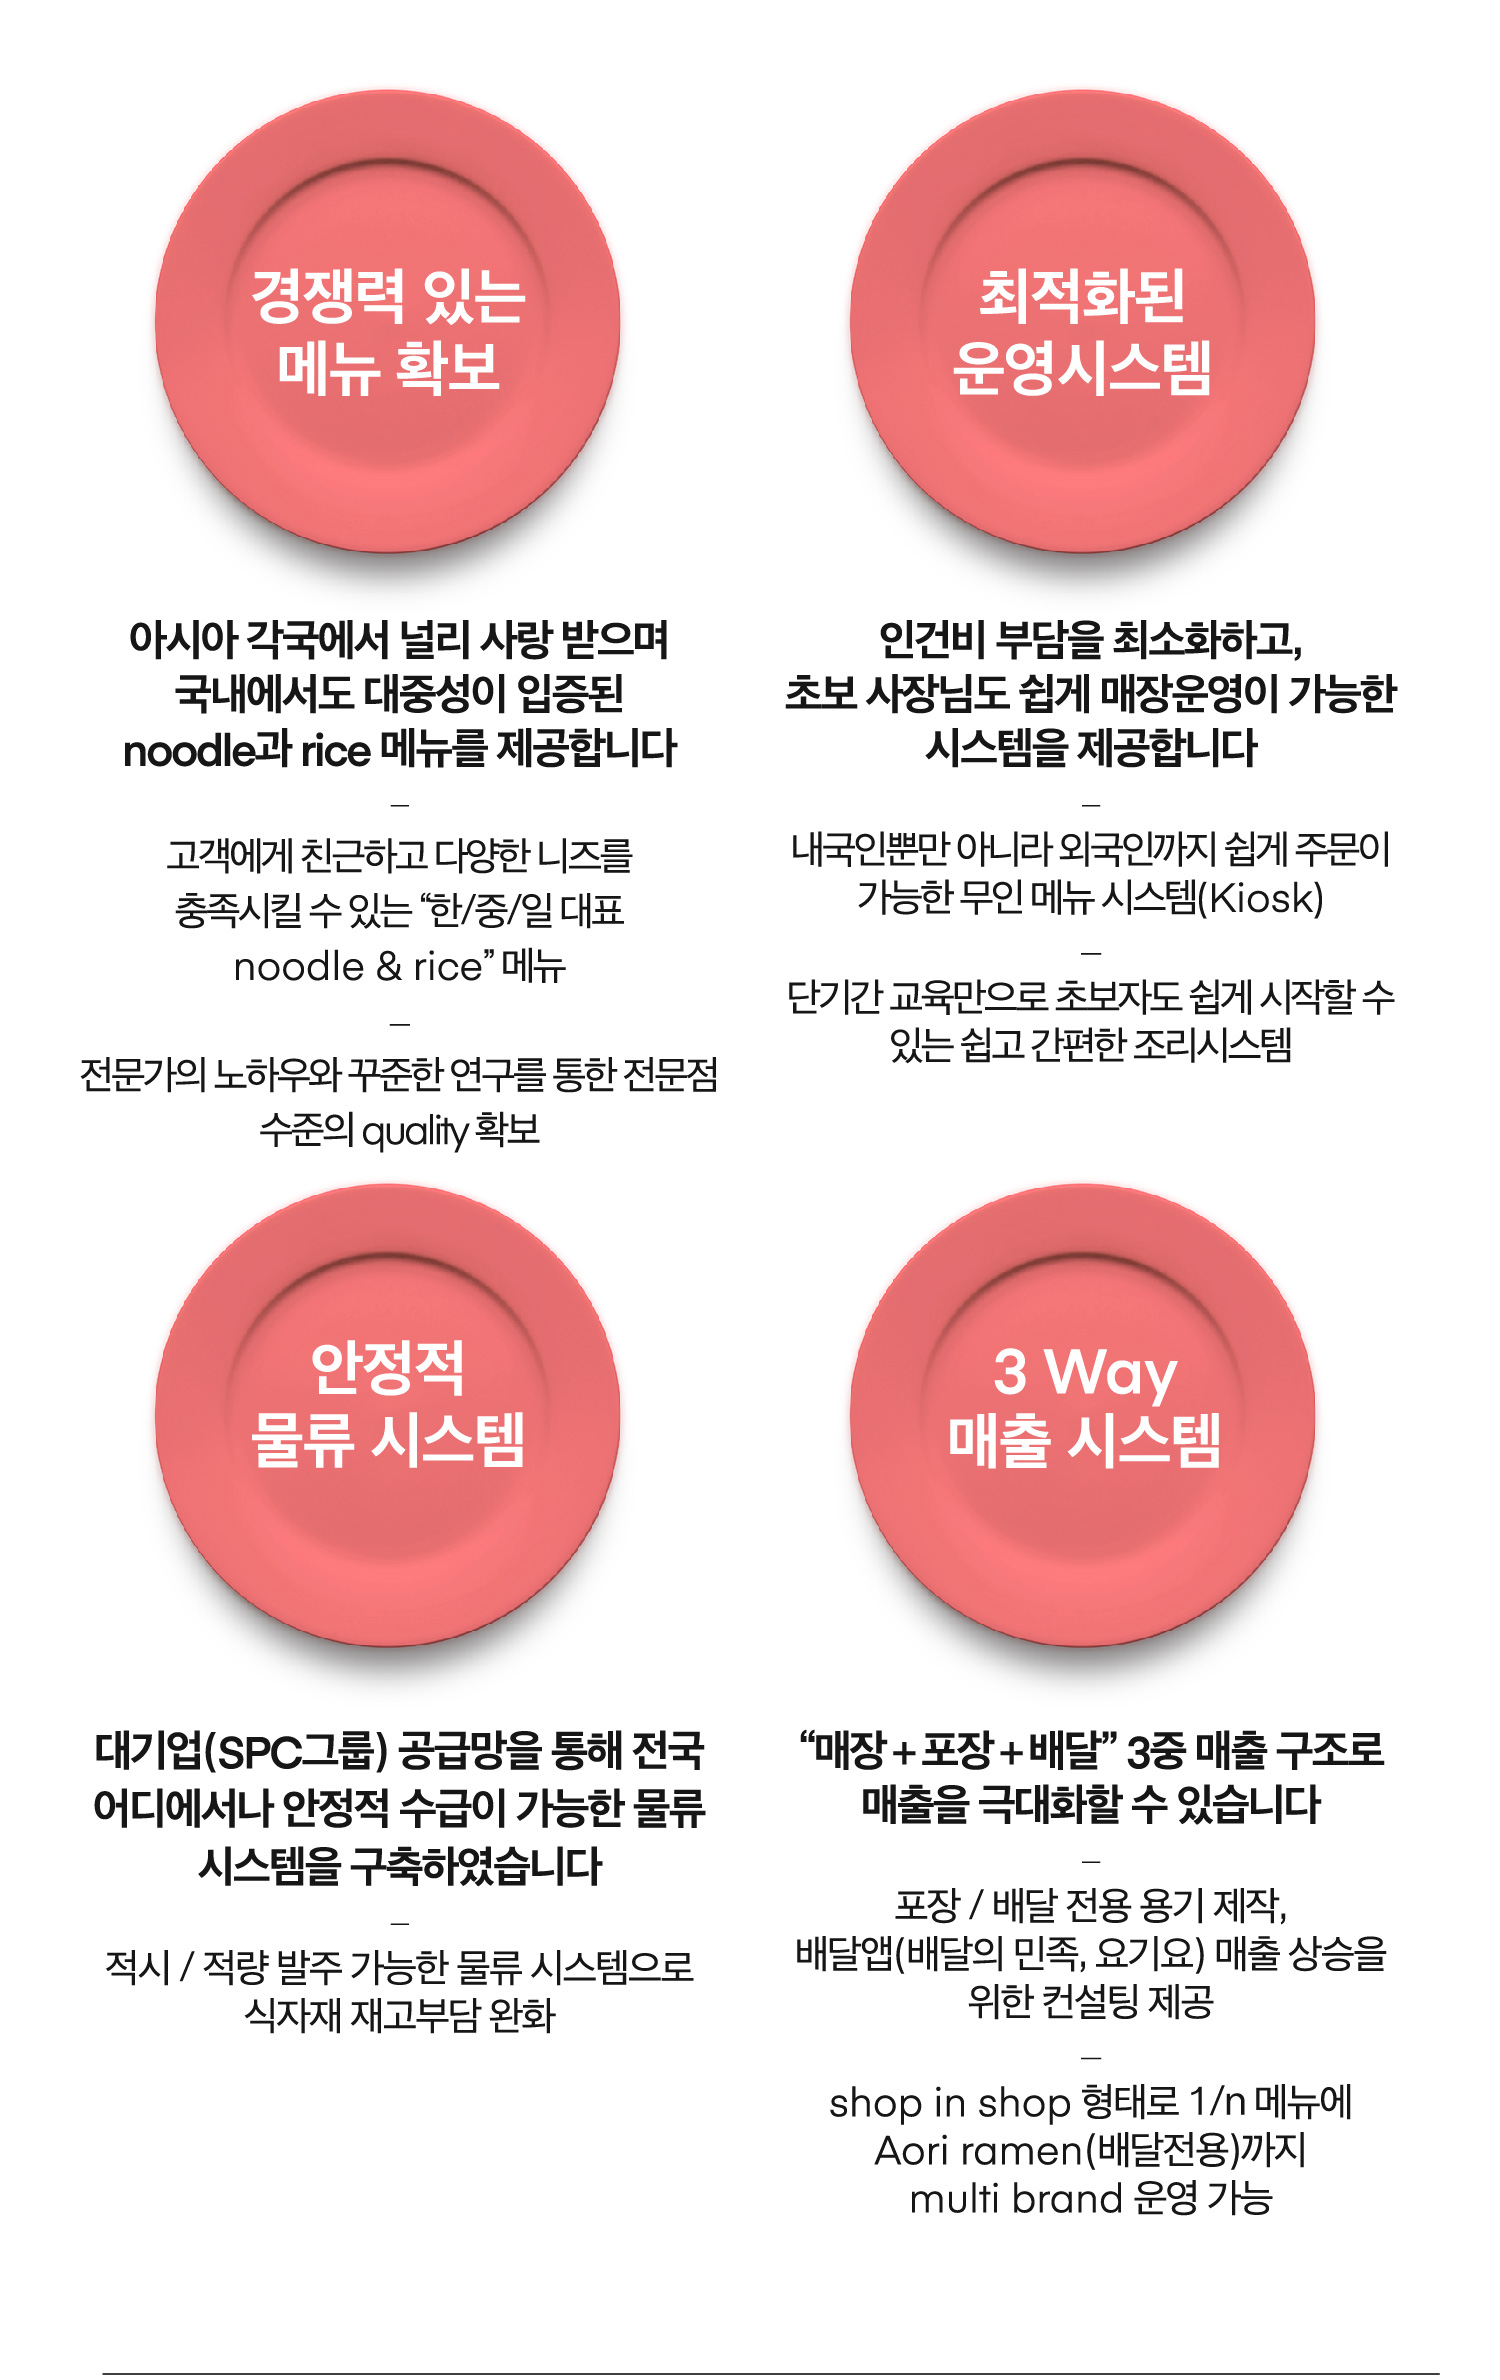 경쟁력 있는
메뉴 확보
아시아 각국에서 널리 사랑 받으며
국내에서도 대중성이 입증된
noodle과 rice 메뉴를 제공합니다
–
고객에게 친근하고 다양한 니즈를
충족시킬 수 있는 “한/중/일 대표
noodle & rice” 메뉴
–
전문가의 노하우와 꾸준한 연구를 통한 전문점
수준의 quality 확보
최적화된
운영시스템
인건비 부담을 최소화하고,
초보 사장님도 쉽게 매장운영이 가능한
시스템을 제공합니다
–
내국인뿐만 아니라 외국인까지 쉽게 주문이
가능한 무인 메뉴 시스템(Kiosk)
–
단기간 교육만으로 초보자도 쉽게 시작할 수
있는 쉽고 간편한 조리시스템
안정적
물류 시스템
대기업(SPC그룹) 공급망을 통해 전국
어디에서나 안정적 수급이 가능한 물류
시스템을 구축하였습니다
–
적시 / 적량 발주 가능한 물류 시스템으로
식자재 재고부담 완화
3 Way
매출 시스템
“매장 + 포장 + 배달” 3중 매출 구조로
매출을 극대화할 수 있습니다
–
포장 / 배달 전용 용기 제작,
배달앱(배달의 민족, 요기요) 매출 상승을
위한 컨설팅 제공
–
shop in shop 형태로 1/n 메뉴에
Aori ramen(배달전용)까지
multi brand 운영 가능